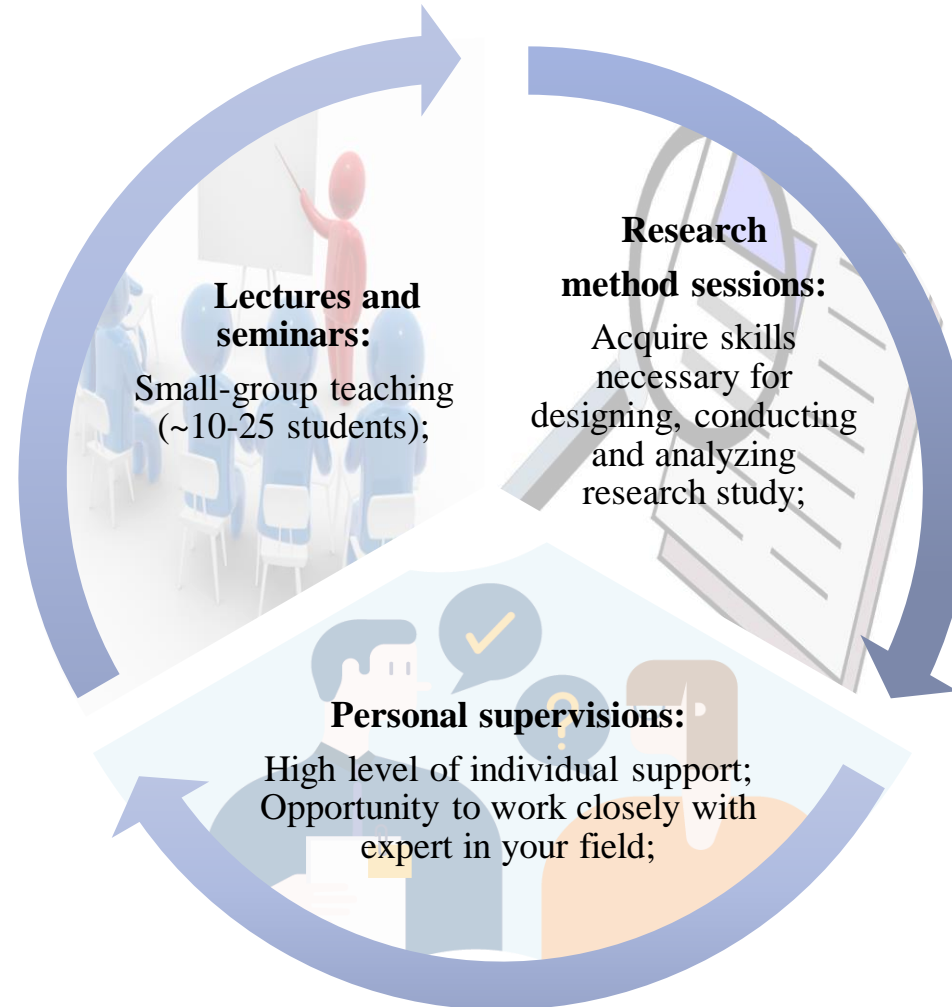 Lectures and
seminars:
Small-group teaching
(~10-25 students);
Research
method sessions:
Acquire skills
necessary for
designing, conducting
and analyzing
research study;
Personal supervisions:
High level of individual support;
Opportunity to work closely with
expert in your field;